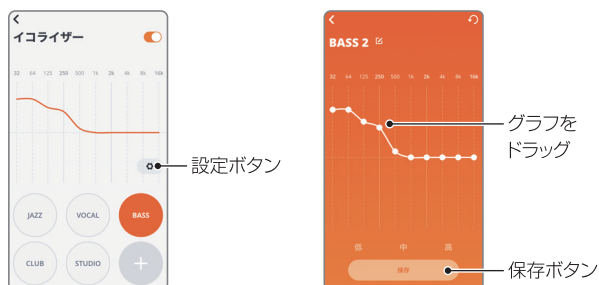 イコライザー
32 64 125 250 500 1k 2k 4k 8k 16k
設定ボタン
JAZZ VOCAL BASS
CLUB STUDIO
BASS 2
32 64 125 250 500 1k 2k 4k 8k 16k
グラフを
ドラッグ
低 中 高
保存
保存ボタン